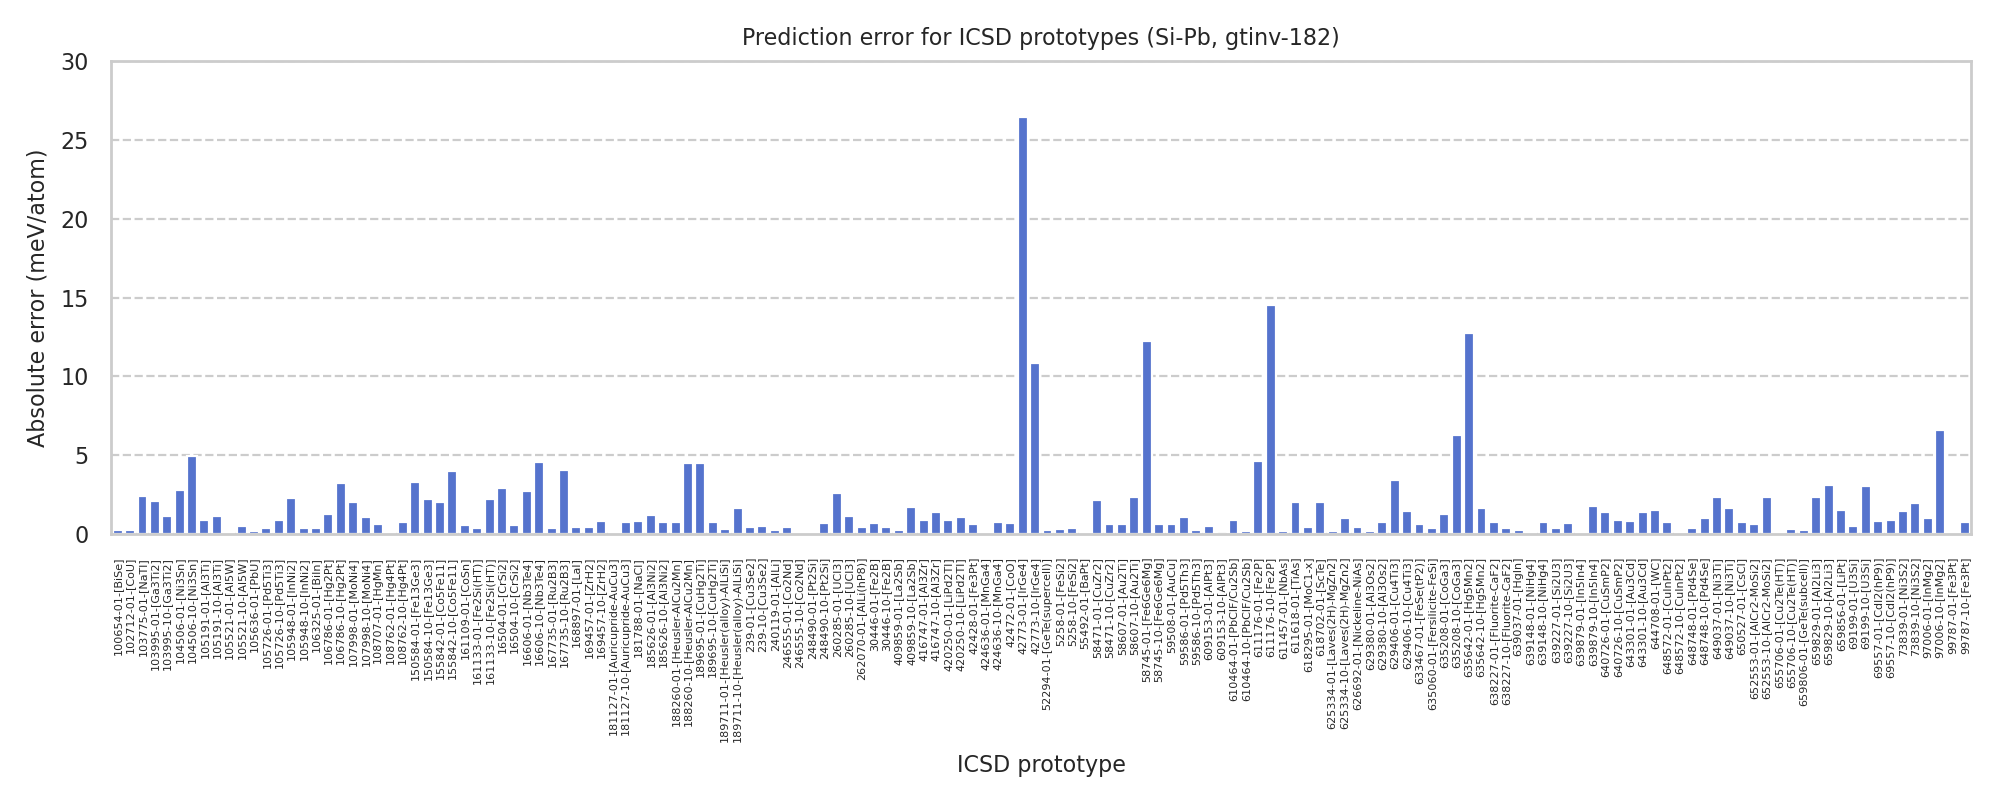 Prediction error for ICSD prototypes (Si-Pb, gtinv-182)
Absolute error (meV/atom)
30
25
20
15
10
5
0
100654-01-[BiSe]
102712-01-[CoU]
103775-01-[NaTl]
103995-01-[Ga3Ti2]
103995-10-[Ga3Ti2]
104506-01-[Ni3Sn]
104506-10-[Ni3Sn]
105191-01-[Al3Ti]
105191-10-[Al3Ti]
105521-01-[Al5W]
105521-10-[Al5W]
105636-01-[PbU]
105726-01-[Pd5Ti3]
105726-10-[Pd5Ti3]
105948-01-[InNi2]
105948-10-[InNi2]
106325-01-[BiIn]
106786-01-[Hg2Pt]
106786-10-[Hg2Pt]
107998-01-[MoNi4]
107998-10-[MoNi4]
108707-01-[HgMn]
108762-01-[Hg4Pt]
108762-10-[Hg4Pt]
150584-01-[Fe13Ge3]
150584-10-[Fe13Ge3]
155842-01-[Co5Fe11]
155842-10-[Co5Fe11]
161109-01-[CoSn]
161133-01-[Fe2Si(HT)]
161133-10-[Fe2Si(HT)]
16504-01-[CrSi2]
16504-10-[CrSi2]
16606-01-[Nb3Te4]
16606-10-[Nb3Te4]
167735-01-[Ru2B3]
167735-10-[Ru2B3]
168897-01-[LaI]
169457-01-[ZrH2]
169457-10-[ZrH2]
181127-01-[Auricupride-AuCu3]
181127-10-[Auricupride-AuCu3]
181788-01-[NaCl]
185626-01-[Al3Ni2]
185626-10-[Al3Ni2]
188260-01-[Heusler-AlCu2Mn]
188260-10-[Heusler-AlCu2Mn]
189695-01-[CuHg2Ti]
189695-10-[CuHg2Ti]
189711-01-[Heusler(alloy)-AlLiSi]
189711-10-[Heusler(alloy)-AlLiSi]
239-01-[Cu3Se2]
239-10-[Cu3Se2]
240119-01-[AlLi]
246555-01-[Co2Nd]
246555-10-[Co2Nd]
248490-01-[Pt2Si]
248490-10-[Pt2Si]
260285-01-[UCl3]
260285-10-[UCl3]
262070-01-[AlLi(hP8)]
30446-01-[Fe2B]
30446-10-[Fe2B]
409859-01-[La2Sb]
409859-10-[La2Sb]
416747-01-[Al3Zr]
416747-10-[Al3Zr]
420250-01-[LiPd2Tl]
420250-10-[LiPd2Tl]
42428-01-[Fe3Pt]
424636-01-[MnGa4]
424636-10-[MnGa4]
42472-01-[CoO]
42773-01-[IrGe4]
42773-10-[IrGe4]
52294-01-[GeTe(supercell)]
5258-01-[FeSi2]
5258-10-[FeSi2]
55492-01-[BaPt]
58471-01-[CuZr2]
58471-10-[CuZr2]
58607-01-[Au2Ti]
58607-10-[Au2Ti]
58745-01-[Fe6Ge6Mg]
58745-10-[Fe6Ge6Mg]
59508-01-[AuCu]
59586-01-[Pd5Th3]
59586-10-[Pd5Th3]
609153-01-[AlPt3]
609153-10-[AlPt3]
610464-01-[PbClF/Cu2Sb]
610464-10-[PbClF/Cu2Sb]
611176-01-[Fe2P]
611176-10-[Fe2P]
611457-01-[NbAs]
611618-01-[TiAs]
618295-01-[MoC1-x]
618702-01-[ScTe]
625334-01-[Laves(2H)-MgZn2]
625334-10-[Laves(2H)-MgZn2]
626692-01-[Nickeline-NiAs]
629380-01-[Al3Os2]
629380-10-[Al3Os2]
629406-01-[Cu4Ti3]
629406-10-[Cu4Ti3]
633467-01-[FeSe(tP2)]
635060-01-[Fersilicite-FeSi]
635208-01-[CoGa3]
635208-10-[CoGa3]
635642-01-[Hg5Mn2]
635642-10-[Hg5Mn2]
638227-01-[Fluorite-CaF2]
638227-10-[Fluorite-CaF2]
639037-01-[HgIn]
639148-01-[NiHg4]
639148-10-[NiHg4]
639227-01-[Si2U3]
639227-10-[Si2U3]
639879-01-[In5In4]
639879-10-[In5In4]
640726-01-[CuSmP2]
640726-10-[CuSmP2]
643301-01-[Au3Cd]
643301-10-[Au3Cd]
644708-01-[WC]
648572-01-[CuInPt2]
648572-10-[CuInPt2]
648748-01-[Pd4Se]
648748-10-[Pd4Se]
649037-01-[Ni3Ti]
649037-10-[Ni3Ti]
650527-01-[CsCl]
652553-01-[AlCr2-MoSi2]
652553-10-[AlCr2-MoSi2]
655706-01-[Cu2Te(HT)]
655706-10-[Cu2Te(HT)]
659806-01-[GeTe(subcell)]
659829-01-[Al2Li3]
659829-10-[Al2Li3]
659856-01-[LiPt]
69199-01-[U3Si]
69199-10-[U3Si]
69557-01-[CdI2(hP9)]
69557-10-[CdI2(hP9)]
73839-01-[Ni3S2]
73839-10-[Ni3S2]
97006-01-[InMg2]
97006-10-[InMg2]
99787-01-[Fe3Pt]
99787-10-[Fe3Pt]
ICSD prototype